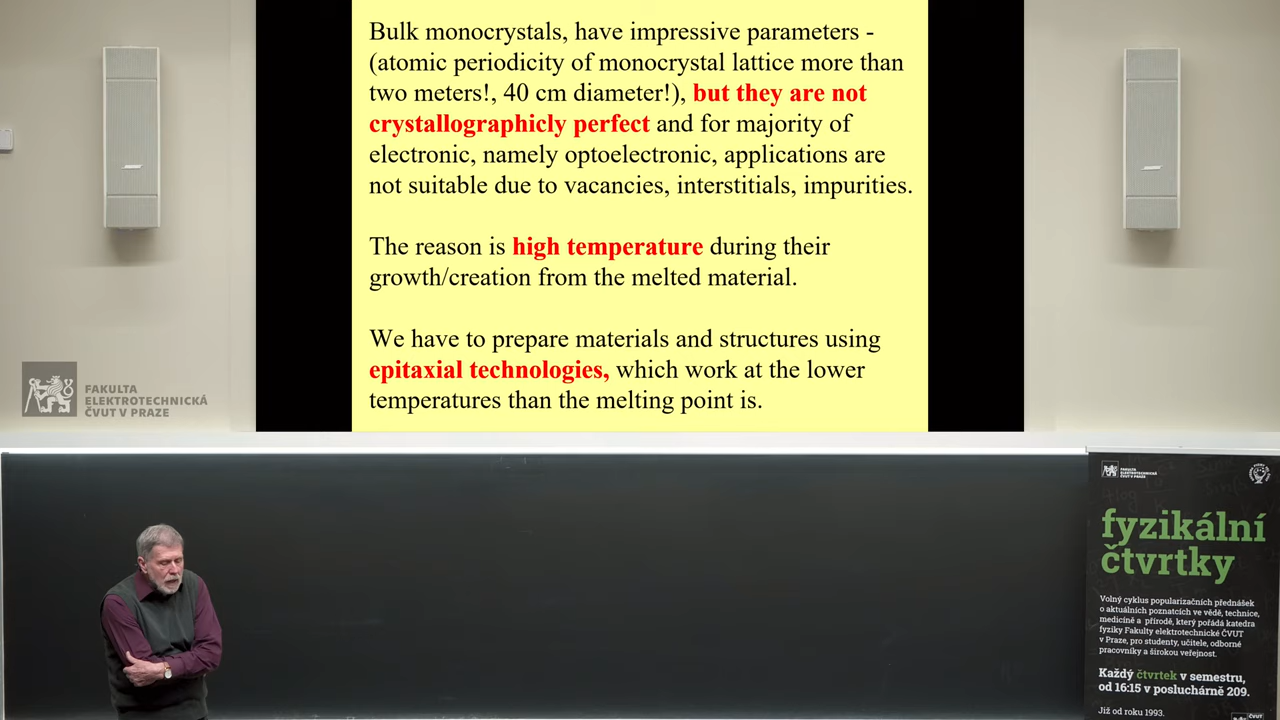 Bulk monocrystals, have impressive parameters -
(atomic periodicity of monocrystal lattice more than
two meters!, 40 cm diameter!), but they are not
crystallographicly perfect and for majority of
electronic, namely optoelectronic, applications are
not suitable due to vacancies, interstitials, impurities.
The reason is high temperature during their
growth/creation from the melted material.
We have to prepare materials and structures using
epitaxial technologies, which work at the lower
temperatures than the melting point is.
FAKULTA
ELEKTROTECHNICKÁ
ČVUT V PRAZE
FAKULTA
ELEKTROTECHNICKÁ
ČVUT V PRAZE
fyzikální
čtvrtky
Volný cyklus popularizačních přednášek
o aktuálních poznatcích ve vědě, technice,
medicíně a přírodě, který pořádá katedra
fyziky Fakulty elektrotechnické ČVUT
v Praze, pro studenty, učitele, odborné
pracovníky a širokou veřejnost.
Každý čtvrtek v semestru,
od 16:15 v posluchárně 209.
Již od roku 1993.
ČVUT